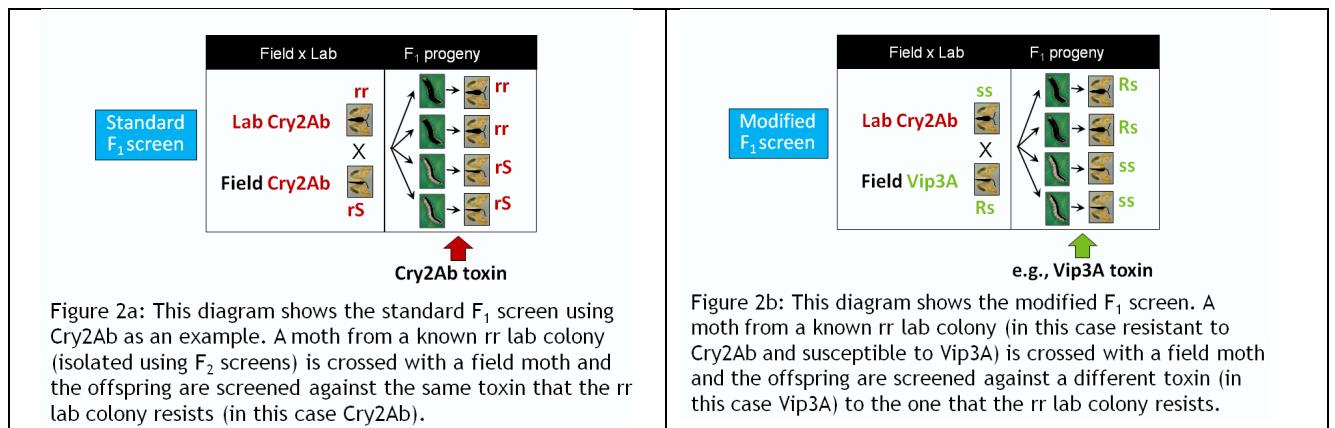 Field x Lab
F1 progeny
Standard
F1 screen
rr
Lab Cry2Ab
X
Field Cry2Ab
rS
rr
rr
rS
rS
Cry2Ab toxin
Figure 2a: This diagram shows the standard F1 screen using
Cry2Ab as an example. A moth from a known rr lab colony
(isolated using F2 screens) is crossed with a field moth and
the offspring are screened against the same toxin that the rr
lab colony resists (in this case Cry2Ab).
Field x Lab
F1 progeny
Modified
F1 screen
ss
Lab Cry2Ab
X
Field Vip3A
Rs
Rs
Rs
ss
ss
e.g., Vip3A toxin
Figure 2b: This diagram shows the modified F1 screen. A
moth from a known rr lab colony (in this case resistant to
Cry2Ab and susceptible to Vip3A) is crossed with a field moth
and the offspring are screened against a different toxin (in
this case Vip3A) to the one that the rr lab colony resists.